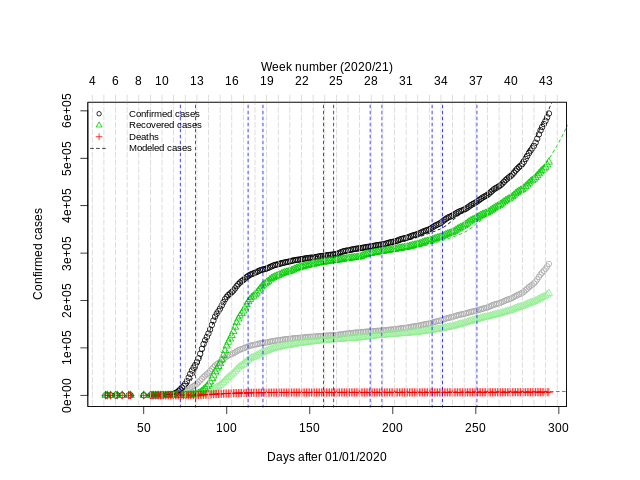 Week number (2020/21)
4 6 8 10 13 16 19 22 25 28 31 34 37 40 43
Confirmed cases
Recovered cases
Deaths
Modeled cases
Confirmed cases
0e+00 1e+05 2e+05 3e+05 4e+05 5e+05 6e+05
50 100 150 200 250 300
Days after 01/01/2020